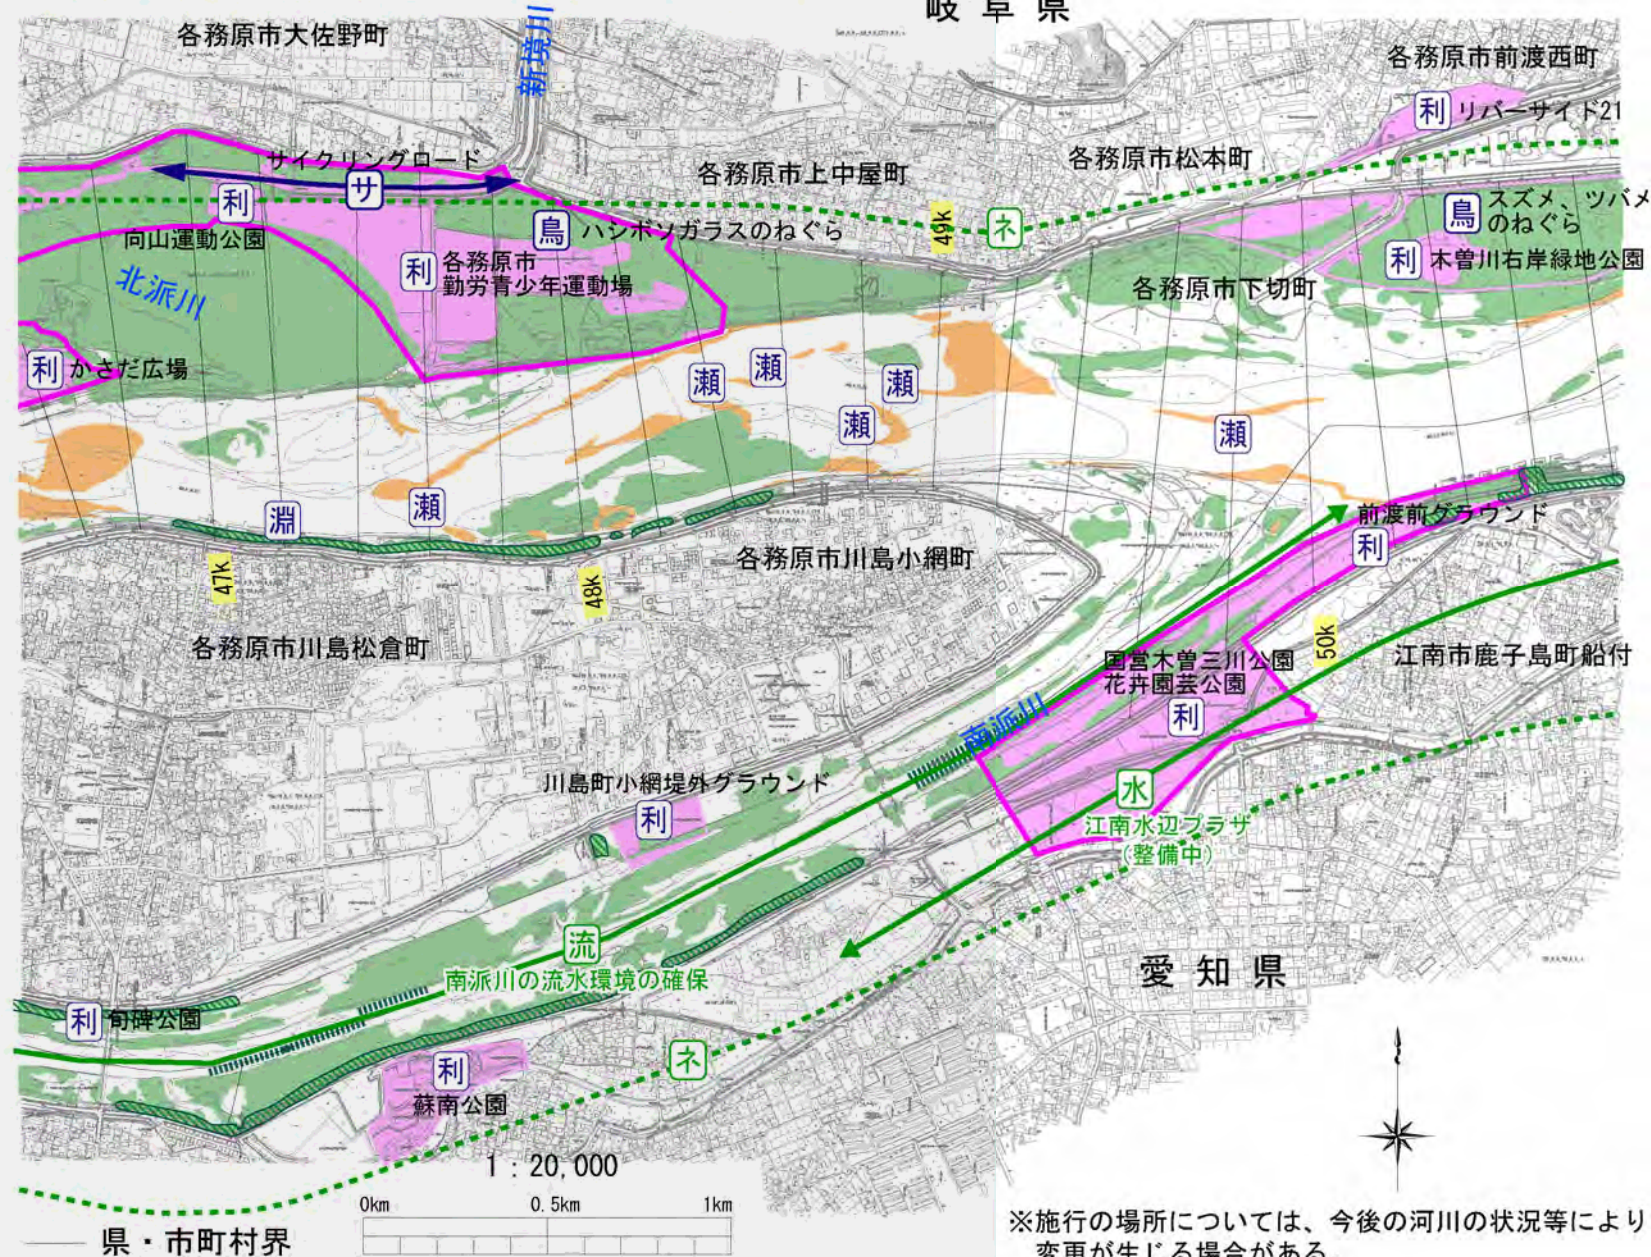 岐阜県
各務原市大佐野町
新境川
各務原市前渡西町
利 リバーサイド21
サイクリングロード
サ
各務原市上中屋町
各務原市松本町
利
向山運動公園
鳥 ハシボソガラスのねぐら
49k
ネ
鳥 スズメ、ツバメ
のねぐら
利 各務原市
勤労青少年運動場
利 木曽川右岸緑地公園
北派川
各務原市下切町
利 かさだ広場
瀬
瀬
瀬
瀬
瀬
瀬
淵
前渡前グラウンド
利
各務原市川島小網町
47k
48k
50k
各務原市川島松倉町
江南市鹿子島町船付
国営木曽三川公園
花卉園芸公園
利
南派川
川島町小網堤外グラウンド
利
水
江南水辺プラザ
(整備中)
流
南派川の流水環境の確保
愛知県
利
ネ
利
蘇南公園
1:20,000
0km 0.5km 1km
県・市町村界
※施行の場所については、今後の河川の状況等により
変更が生じる場合がある。